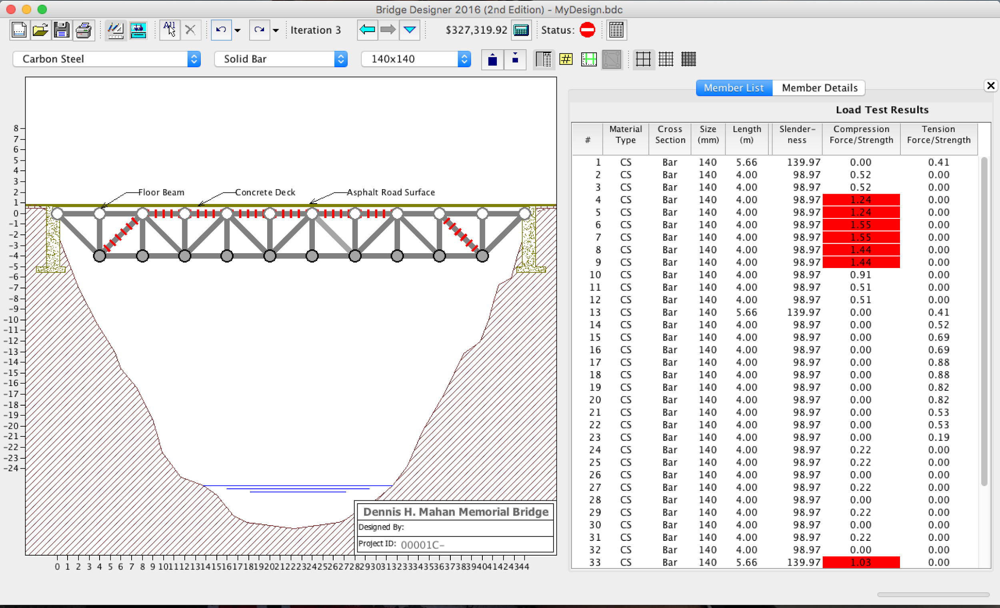 Bridge Designer 2016 (2nd Edition) - MyDesign.bdc
All Iteration 3 $327,319.92 Status:
Carbon Steel Solid Bar 140x140 #
Member List Member Details
Load Test Results
# Material Type Cross Section Size (mm) Length (m) Slender-ness Compression Force/Strength Tension Force/Strength
1 CS Bar 140 5.66 139.97 0.00 0.41
2 CS Bar 140 4.00 98.97 0.52 0.00
3 CS Bar 140 4.00 98.97 0.52 0.00
4 CS Bar 140 4.00 98.97 1.24 0.00
5 CS Bar 140 4.00 98.97 1.24 0.00
6 CS Bar 140 4.00 98.97 1.55 0.00
7 CS Bar 140 4.00 98.97 1.55 0.00
8 CS Bar 140 4.00 98.97 1.44 0.00
9 CS Bar 140 4.00 98.97 1.44 0.00
10 CS Bar 140 4.00 98.97 0.91 0.00
11 CS Bar 140 4.00 98.97 0.51 0.00
12 CS Bar 140 4.00 98.97 0.51 0.00
13 CS Bar 140 5.66 139.97 0.00 0.41
14 CS Bar 140 4.00 98.97 0.00 0.52
15 CS Bar 140 4.00 98.97 0.00 0.69
16 CS Bar 140 4.00 98.97 0.00 0.69
17 CS Bar 140 4.00 98.97 0.00 0.88
18 CS Bar 140 4.00 98.97 0.00 0.88
19 CS Bar 140 4.00 98.97 0.00 0.82
20 CS Bar 140 4.00 98.97 0.00 0.82
21 CS Bar 140 4.00 98.97 0.00 0.53
22 CS Bar 140 4.00 98.97 0.00 0.53
23 CS Bar 140 4.00 98.97 0.00 0.19
24 CS Bar 140 4.00 98.97 0.22 0.00
25 CS Bar 140 4.00 98.97 0.22 0.00
26 CS Bar 140 4.00 98.97 0.00 0.00
27 CS Bar 140 4.00 98.97 0.22 0.00
28 CS Bar 140 4.00 98.97 0.00 0.00
29 CS Bar 140 4.00 98.97 0.22 0.00
30 CS Bar 140 4.00 98.97 0.00 0.00
31 CS Bar 140 4.00 98.97 0.22 0.00
32 CS Bar 140 4.00 98.97 0.00 0.00
33 CS Bar 140 5.66 139.97 1.03 0.00
8
7
6
5
4
3
2
1
0
-1
-2
-3
-4
-5
-6
-7
-8
-9
-10
-11
-12
-13
-14
-15
-16
-17
-18
-19
-20
-21
-22
-23
-24
Floor Beam Concrete Deck Asphalt Road Surface
Dennis H. Mahan Memorial Bridge
Designed By:
Project ID: 00001C-
0 1 2 3 4 5 6 7 8 9 10 11 12 13 14 15 16 17 18 19 20 21 22 23 24 25 26 27 28 29 30 31 32 33 34 35 36 37 38 39 40 41 42 43 44